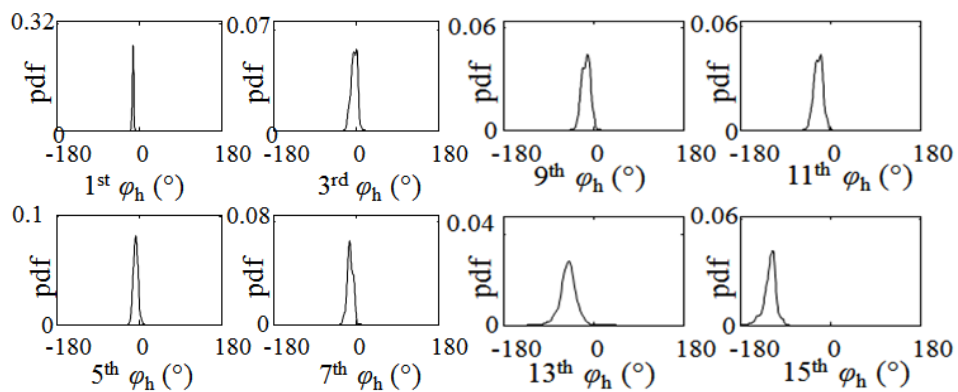 0.32
pdf
0
-180 0 180
1st φh (°)
0.07
pdf
0
-180 0 180
3rd φh (°)
0.06
pdf
0
-180 0 180
9th φh (°)
0.06
pdf
0
-180 0 180
11th φh (°)
0.1
pdf
0
-180 0 180
5th φh (°)
0.08
pdf
0
-180 0 180
7th φh (°)
0.04
pdf
0
-180 0 180
13th φh (°)
0.06
pdf
0
-180 0 180
15th φh (°)